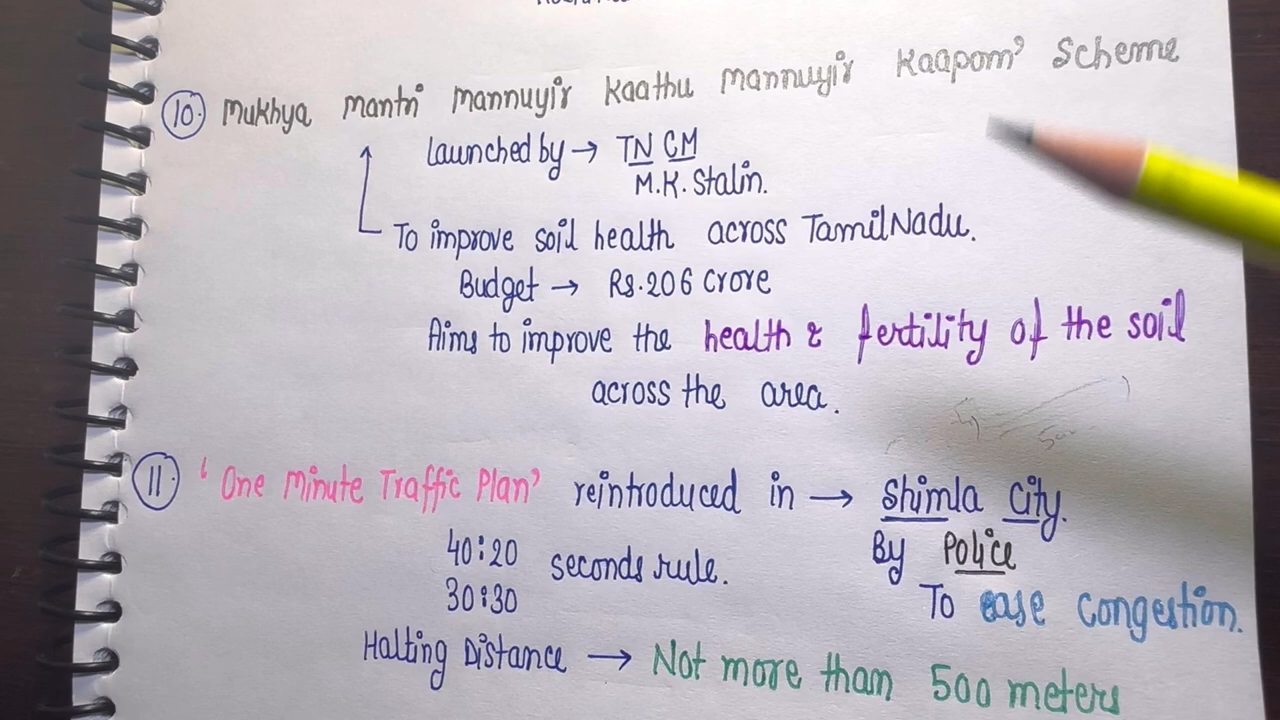 10. Mukhya mantri mannuyir Kaathu mannuyir Kaapom' Scheme
Launched by → TN CM
M.K. Stalin.
To improve soil health across TamilNadu.
Budget → Rs.206 crore
Aims to improve the health & fertility of the soil
across the area.
11. 'One Minute Traffic Plan' reintroduced in → Shimla City.
By Police
40:20
seconds rule.
30:30
To ease congestion.
Halting Distance → Not more than 500 meters